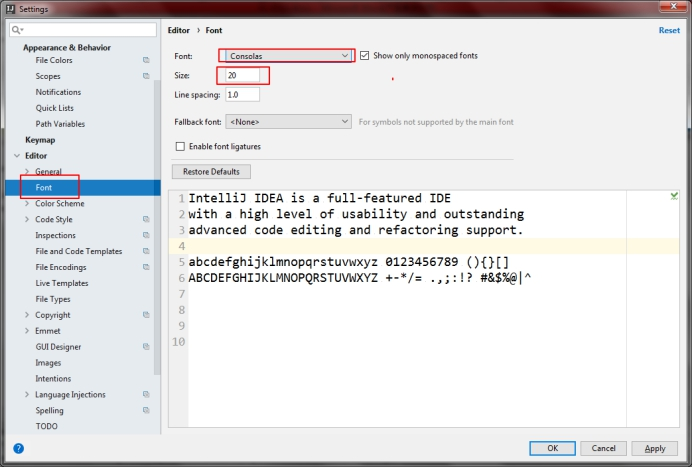 Settings
Appearance & Behavior
File Colors
Scopes
Notifications
Quick Lists
Path Variables
Keymap
Editor
General
Font
Color Scheme
Code Style
Inspections
File and Code Templates
File Encodings
Live Templates
File Types
Copyright
Emmet
GUI Designer
Images
Intentions
Language Injections
Spelling
TODO
Editor › Font
Reset
Font: Consolas Show only monospaced fonts
Size: 20
Line spacing: 1.0
Fallback font: <None> For symbols not supported by the main font
Enable font ligatures
Restore Defaults
1 IntelliJ IDEA is a full-featured IDE
2 with a high level of usability and outstanding
3 advanced code editing and refactoring support.
4
5 abcdefghijklmnopqrstuvwxyz 0123456789 (){}[]
6 ABCDEFGHIJKLMNOPQRSTUVWXYZ +-*/= .,;:!? #&$%@|^
7
8
9
10
? OK Cancel Apply